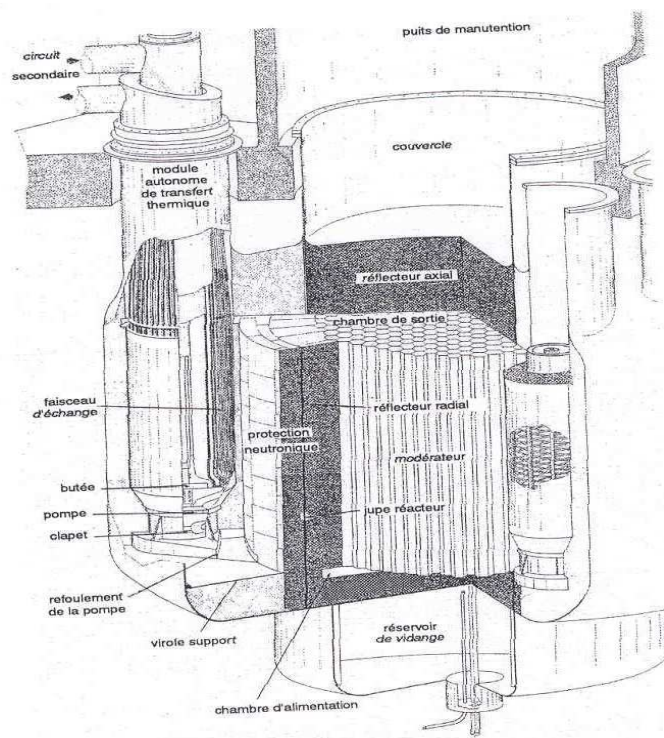 puits de manutention
circuit
secondaire
couvercle
module
autonome
de transfert
thermique
réflecteur axial
chambre de sortie
faisceau
d'échange
réflecteur radial
protection
neutronique
modérateur
butée
pompe
jupe réacteur
clapet
refoulement
de la pompe
réservoir
de vidange
virole support
chambre d'alimentation